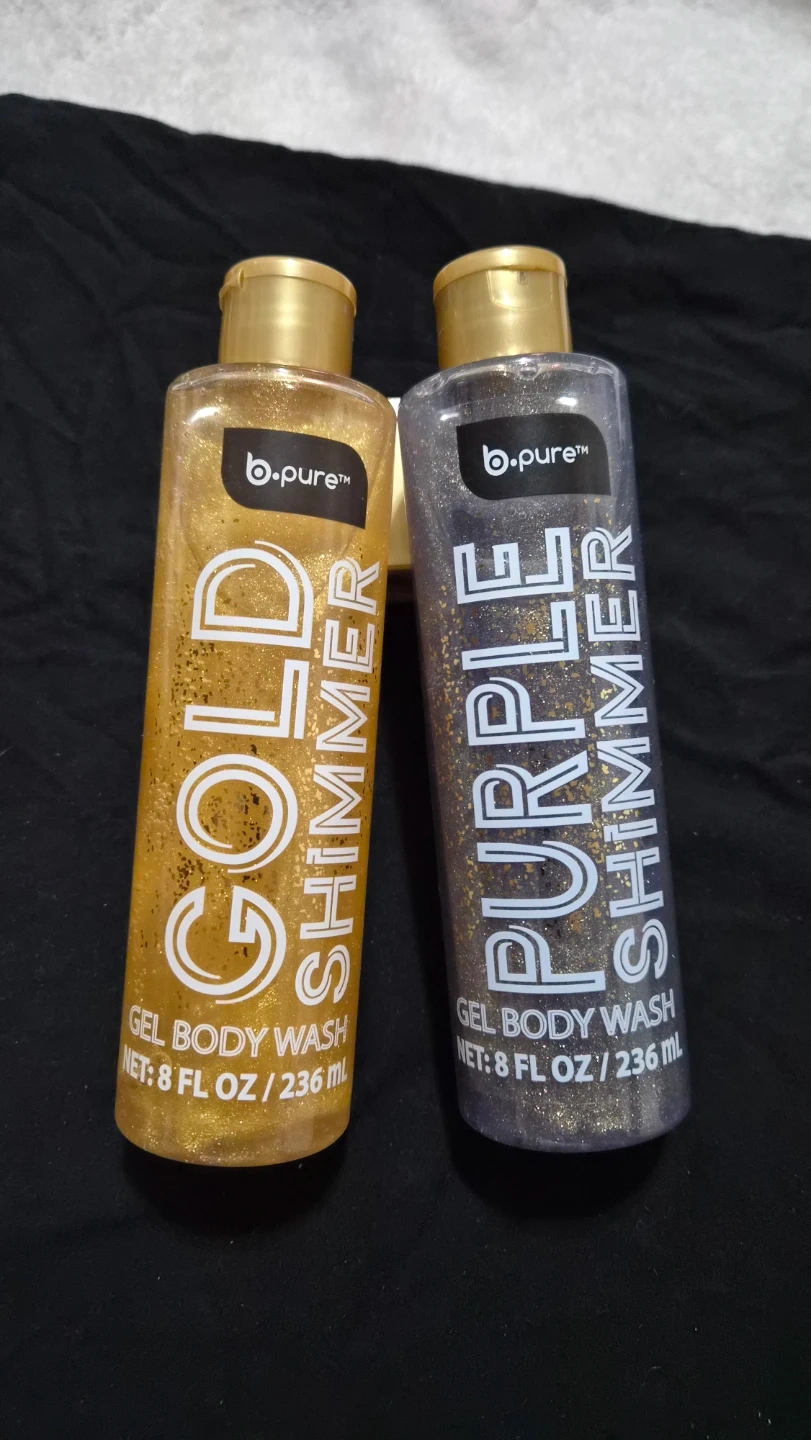 b.pure™
GOLD
SHiMMER
GEL BODY WASH
NET: 8 FL OZ / 236 mL
b.pure™
PURPLE
SHiMMER
GEL BODY WASH
NET: 8 FL OZ / 236 mL